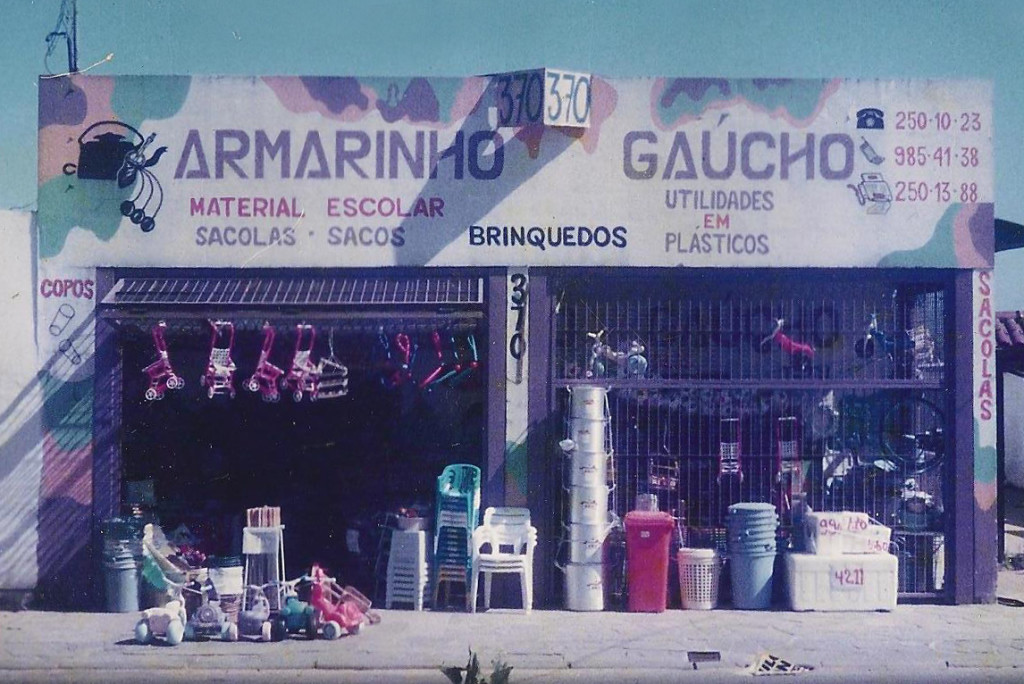 370 370
ARMARINHO GAÚCHO
MATERIAL ESCOLAR
SACOLAS · SACOS
BRINQUEDOS
UTILIDADES
EM
PLÁSTICOS
250-10-23
985-41-38
250-13-88
COPOS
370
SACOLAS
42,11